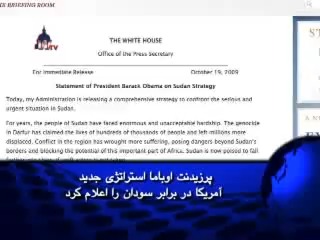 BRIEFING ROOM
THE WHITE HOUSE
Office of the Press Secretary
For Immediate Release October 19, 2009
Statement of President Barack Obama on Sudan Strategy
Today, my Administration is releasing a comprehensive strategy to confront the serious and
urgent situation in Sudan.
For years, the people of Sudan have faced enormous and unacceptable hardship. The genocide
in Darfur has claimed the lives of hundreds of thousands of people and left millions more
displaced. Conflict in the region has wrought more suffering, posing dangers beyond Sudan's
borders and blocking the potential of this important part of Africa. Sudan is now poised to fall
پرزیدنت اوباما استراتژی جدید
آمریکا در برابر سودان را اعلام کرد